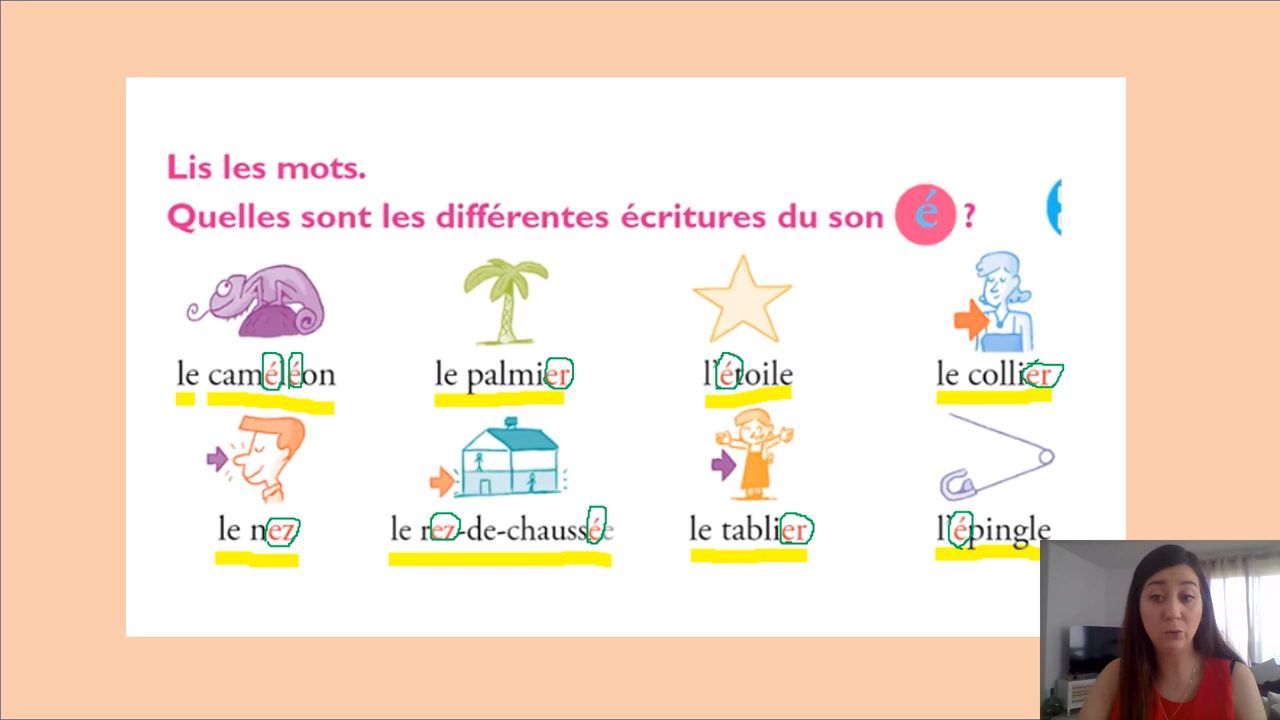 Lis les mots.
Quelles sont les différentes écritures du son é ?
le caméléon le palmier l'étoile le collier
le nez le rez-de-chaussée le tablier l'épingle